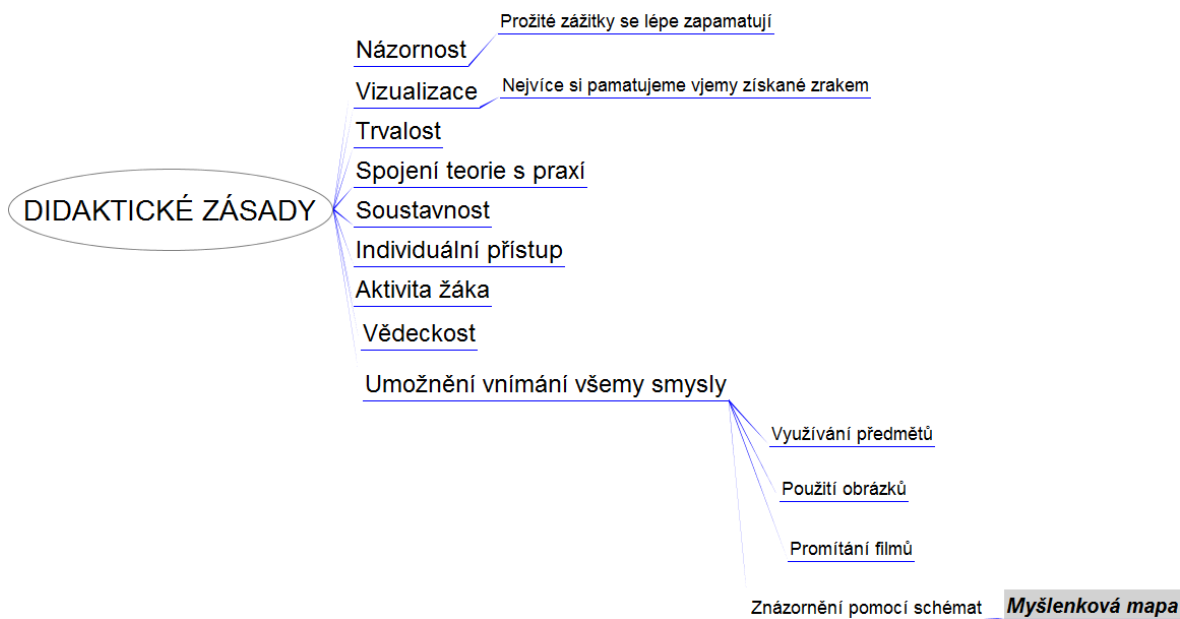 DIDAKTICKÉ ZÁSADY
Názornost
Prožité zážitky se lépe zapamatují
Vizualizace
Nejvíce si pamatujeme vjemy získané zrakem
Trvalost
Spojení teorie s praxí
Soustavnost
Individuální přístup
Aktivita žáka
Vědeckost
Umožnění vnímání všemy smysly
Využívání předmětů
Použití obrázků
Promítání filmů
Znázornění pomocí schémat
Myšlenková mapa